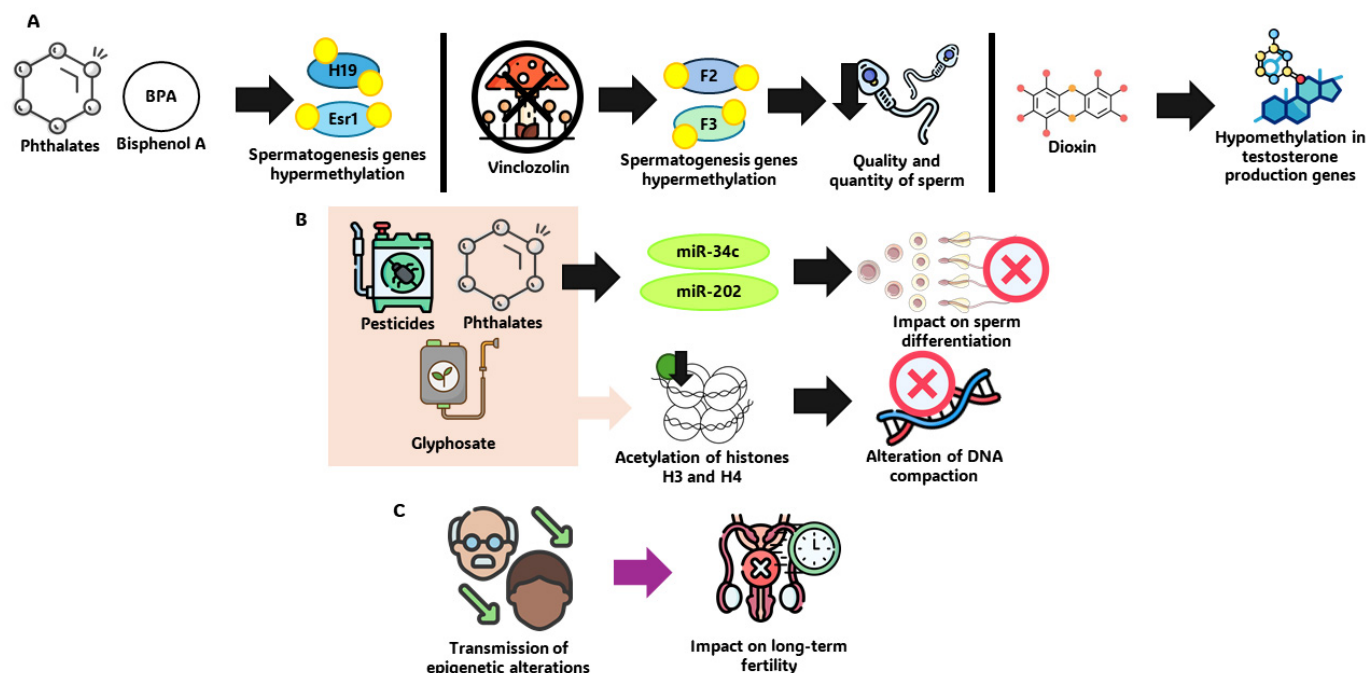 A
Phthalates
BPA
Bisphenol A
H19
Esr1
Spermatogenesis genes
hypermethylation
Vinclozolin
F2
F3
Spermatogenesis genes
hypermethylation
Quality and
quantity of sperm
Dioxin
Hypomethylation in
testosterone
production genes
B
Pesticides
Phthalates
Glyphosate
miR-34c
miR-202
Impact on sperm
differentiation
Acetylation of histones
H3 and H4
Alteration of DNA
compaction
C
Transmission of
epigenetic alterations
Impact on long-term
fertility